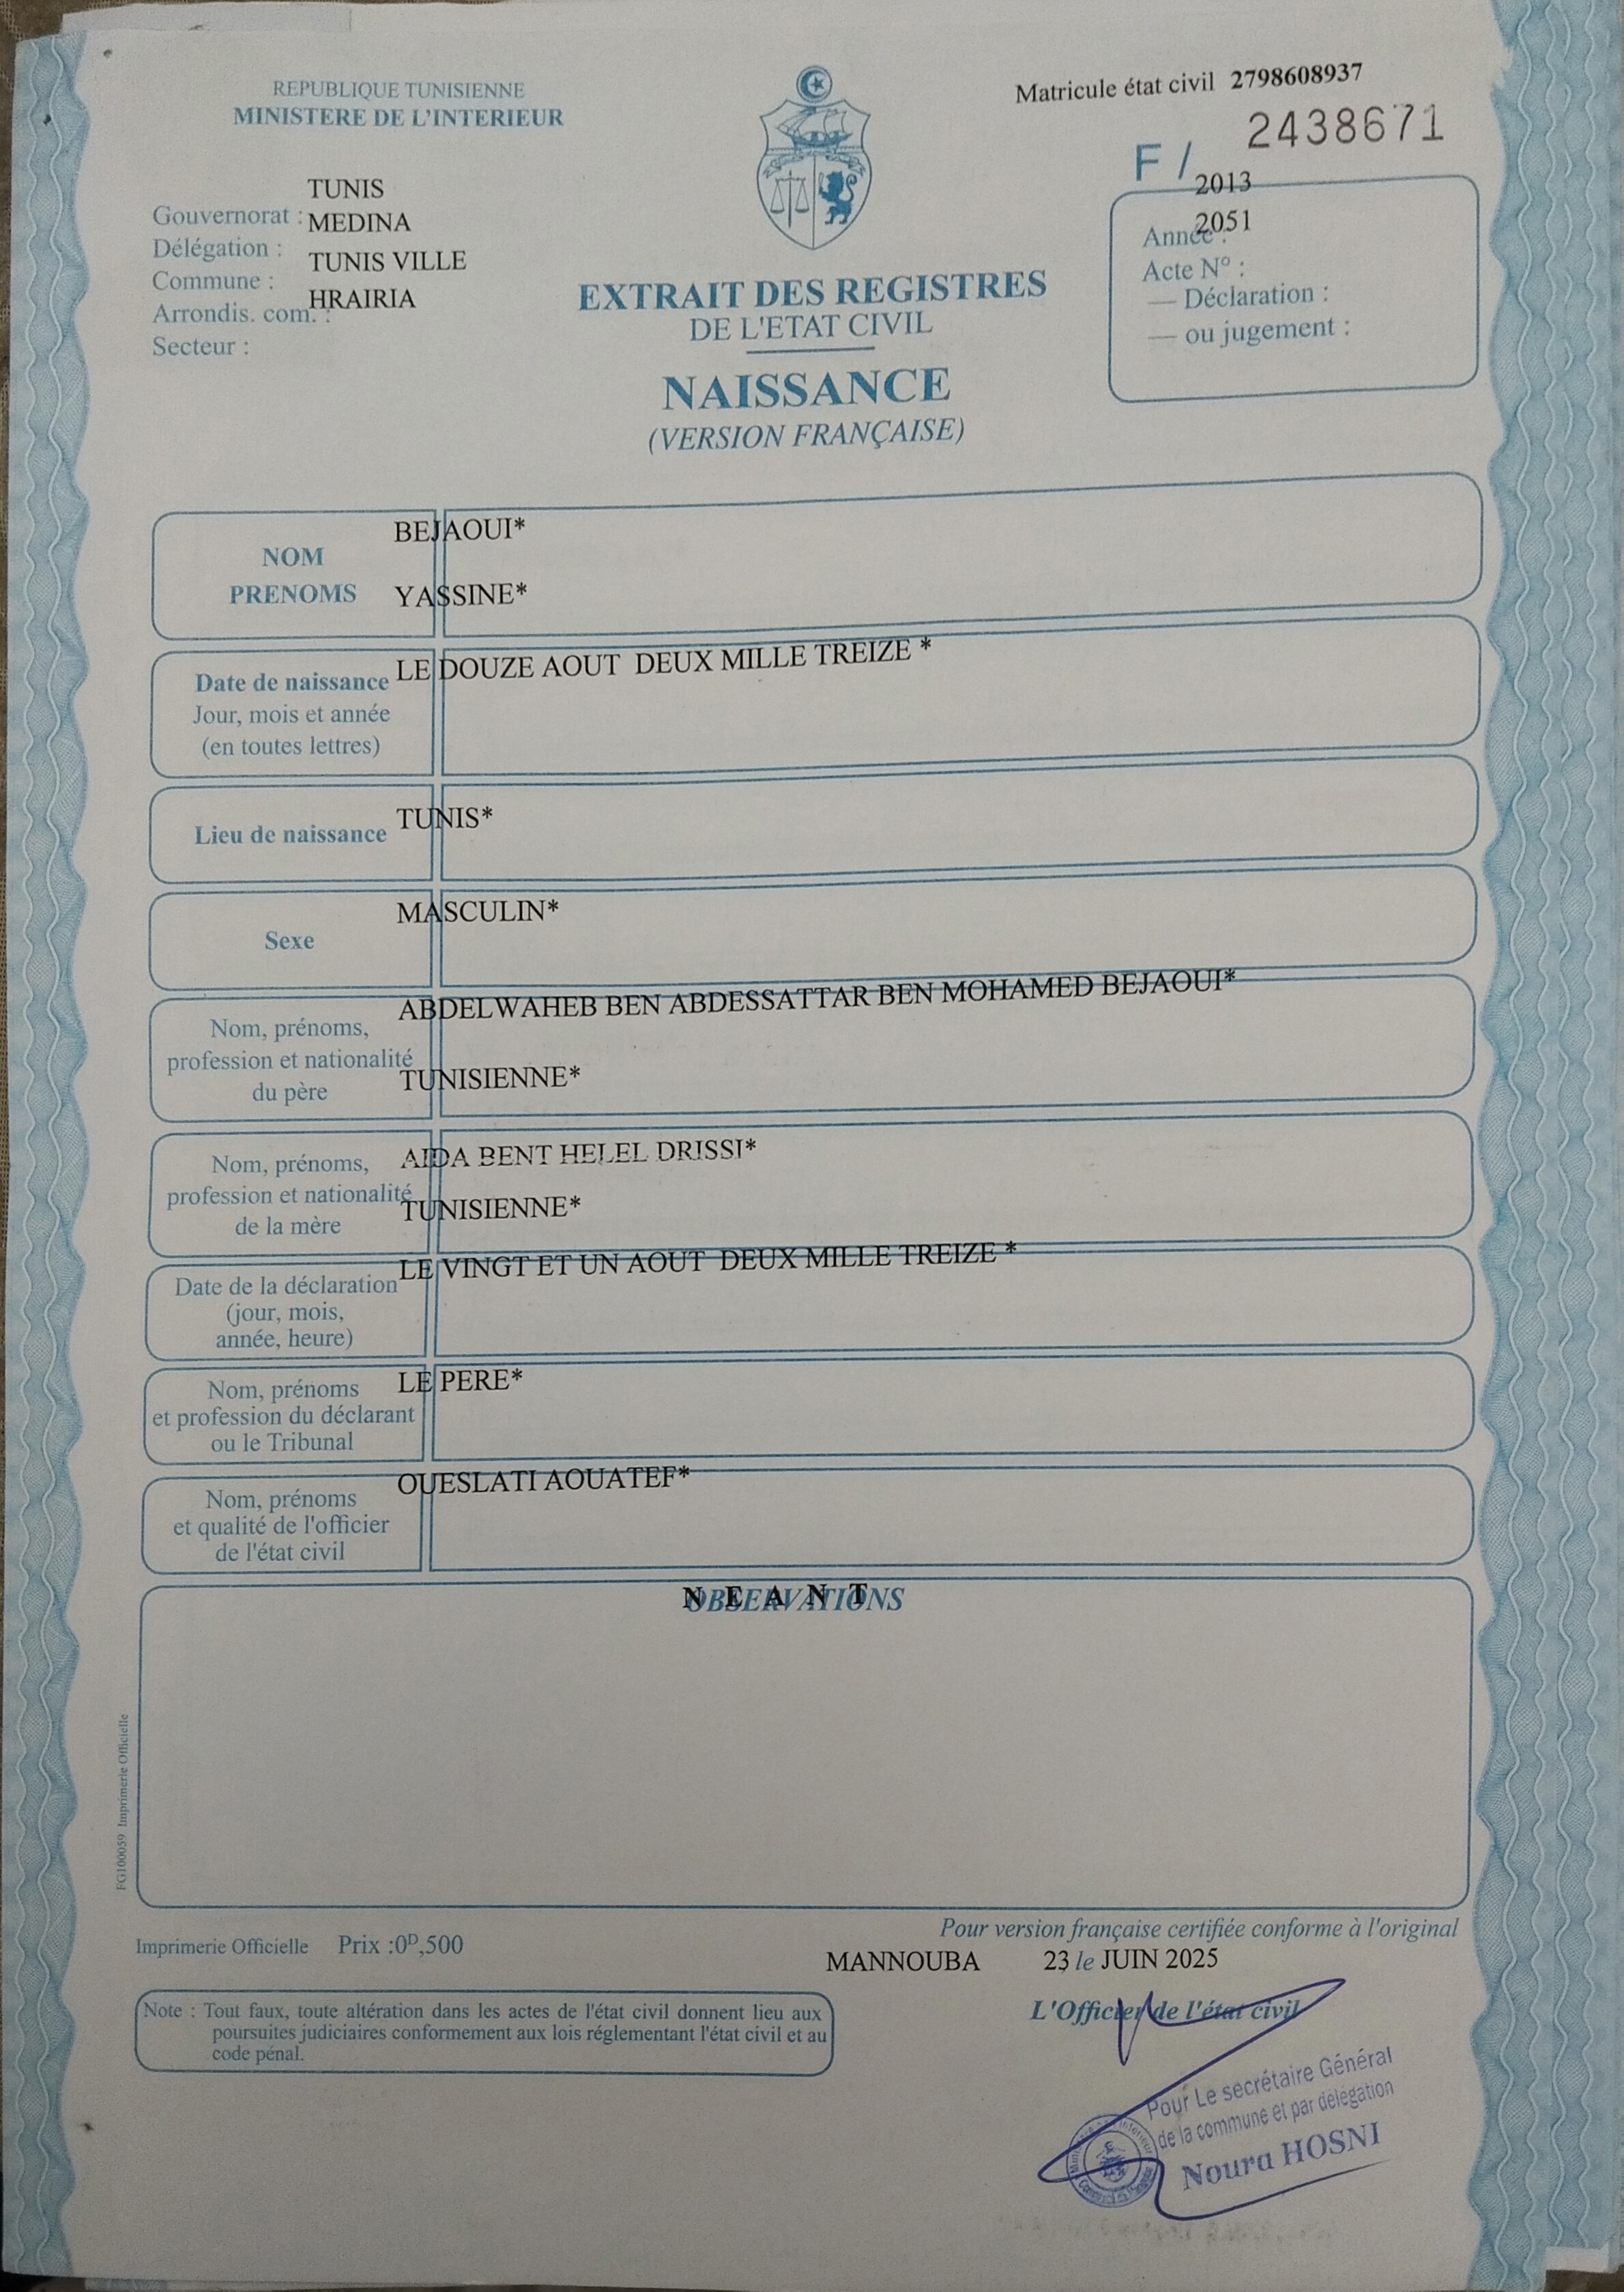 REPUBLIQUE TUNISIENNE
MINISTERE DE L'INTERIEUR
Matricule état civil 2798608937
F / 2438671
TUNIS
Gouvernorat : MEDINA
Délégation :
Commune : TUNIS VILLE
Arrondis. com. : HRAIRIA
Secteur :
2013
Année : 2051
Acte N° :
— Déclaration :
— ou jugement :
EXTRAIT DES REGISTRES
DE L'ETAT CIVIL
NAISSANCE
(VERSION FRANÇAISE)
NOM BEJAOUI*
PRENOMS YASSINE*
Date de naissance LE DOUZE AOUT DEUX MILLE TREIZE *
Jour, mois et année
(en toutes lettres)
Lieu de naissance TUNIS*
Sexe MASCULIN*
ABDELWAHEB BEN ABDESSATTAR BEN MOHAMED BEJAOUI*
Nom, prénoms,
profession et nationalité
du père TUNISIENNE*
Nom, prénoms, AIDA BENT HELEL DRISSI*
profession et nationalité TUNISIENNE*
de la mère
LE VINGT ET UN AOUT DEUX MILLE TREIZE *
Date de la déclaration
(jour, mois,
année, heure)
Nom, prénoms LE PERE*
et profession du déclarant
ou le Tribunal
OUESLATI AOUATEF*
Nom, prénoms
et qualité de l'officier
de l'état civil
OBSERVATIONS
N E A N T
FG100059 Imprimerie Officielle
Pour version française certifiée conforme à l'original
Imprimerie Officielle Prix :0D,500
MANNOUBA 23 le JUIN 2025
L'Officier de l'état civil
Note : Tout faux, toute altération dans les actes de l'état civil donnent lieu aux
poursuites judiciaires conformement aux lois réglementant l'état civil et au
code pénal.
Pour Le secrétaire Général
de la commune et par délégation
Noura HOSNI